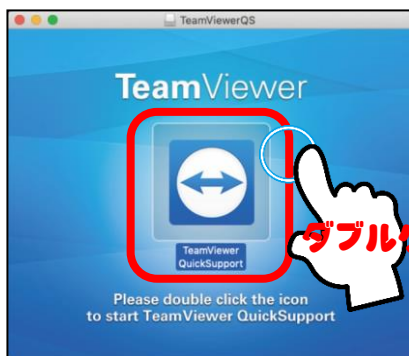 TeamViewerQS
TeamViewer
TeamViewer
QuickSupport
ダブル
Please double click the icon
to start TeamViewer QuickSupport